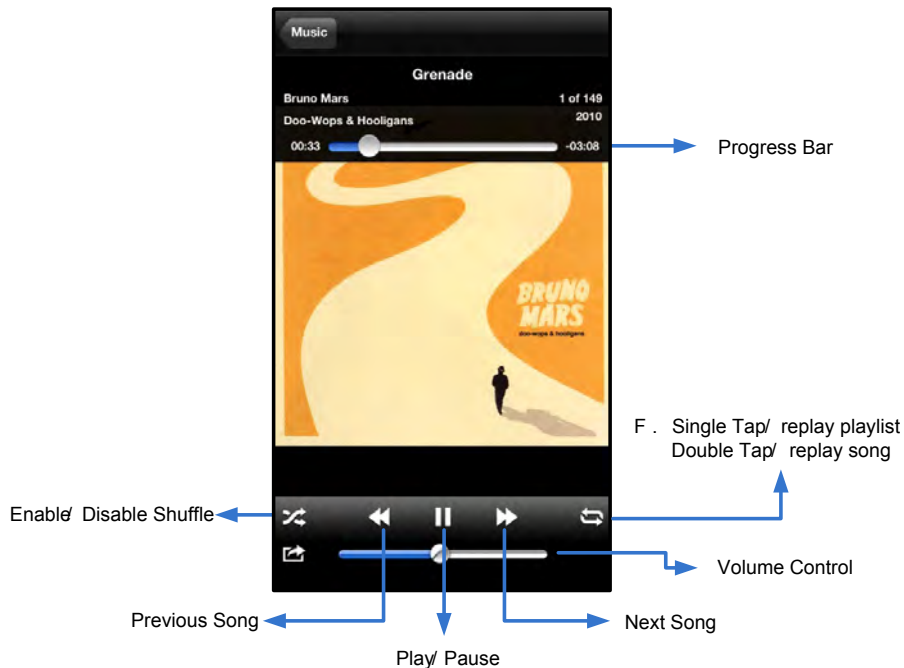 Music
Grenade
Bruno Mars
1 of 149
Doo-Wops & Hooligans
2010
00:33
-03:08
Progress Bar
BRUNO
MARS
doo-wops & hooligans
F . Single Tap/ replay playlist
Double Tap/ replay song
Enable/ Disable Shuffle
Volume Control
Previous Song
Next Song
Play/ Pause